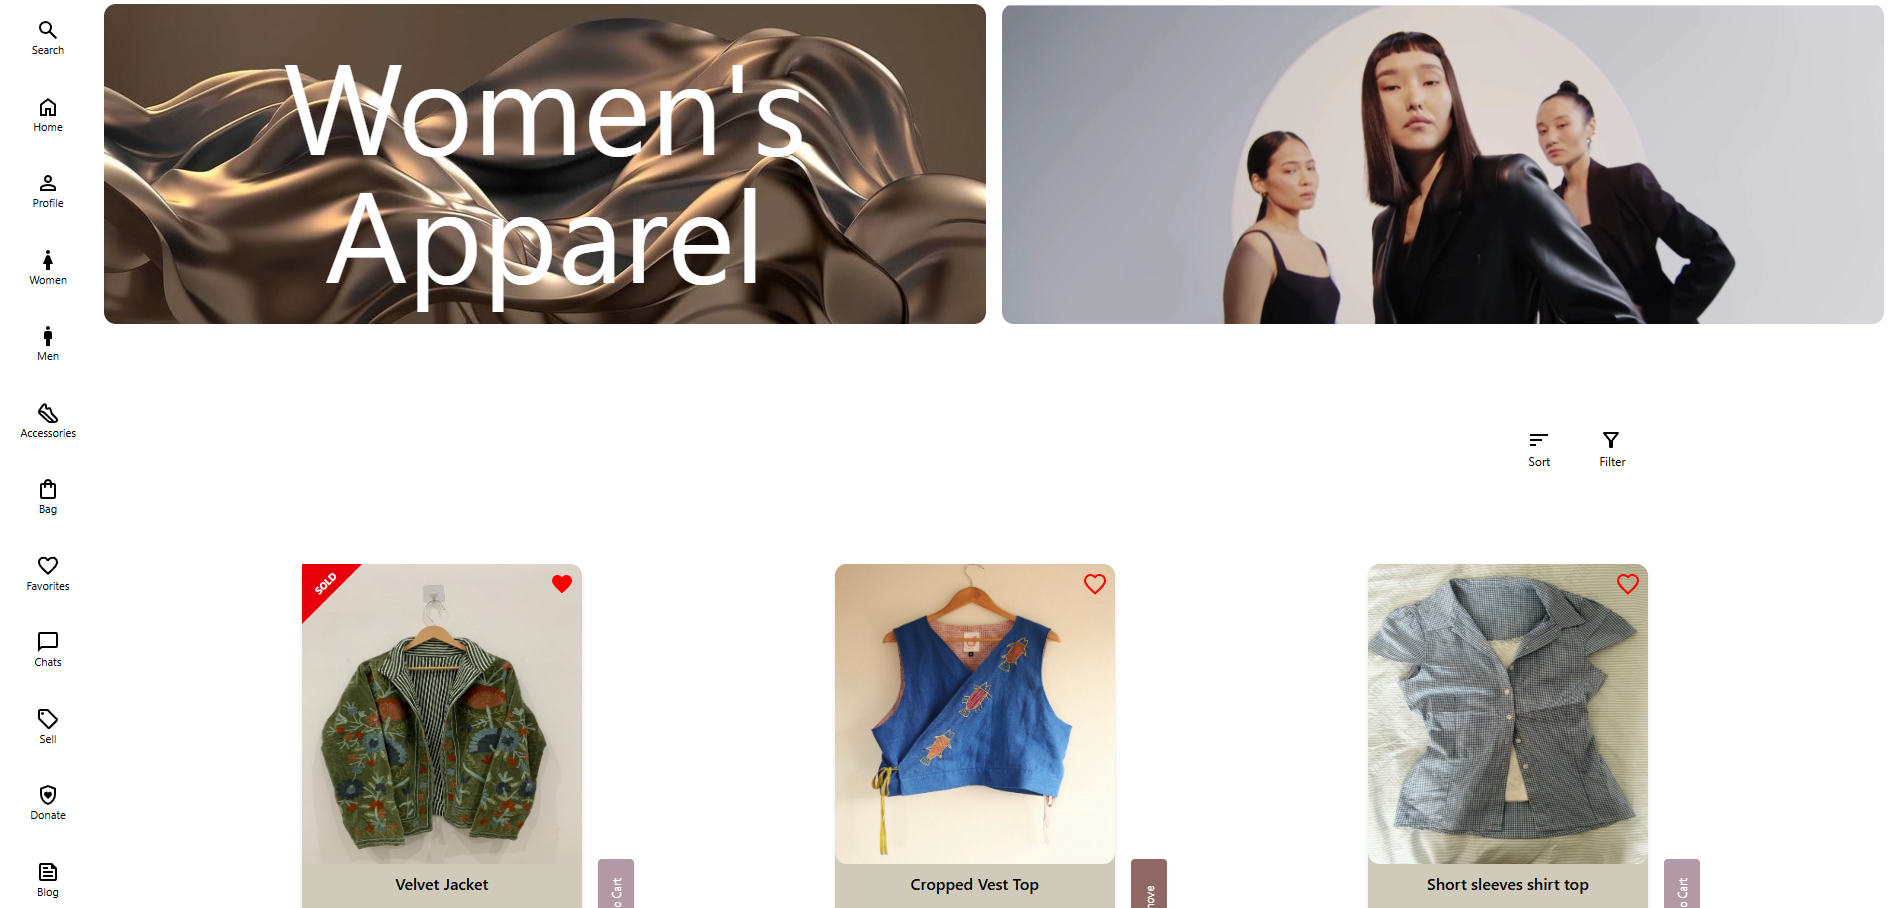 Search
Home
Profile
Women
Men
Accessories
Bag
Favorites
Chats
Sell
Donate
Blog
Women's
Apparel
Sort
Filter
SOLD
Velvet Jacket
Cart
Cropped Vest Top
Short sleeves shirt top
Cart